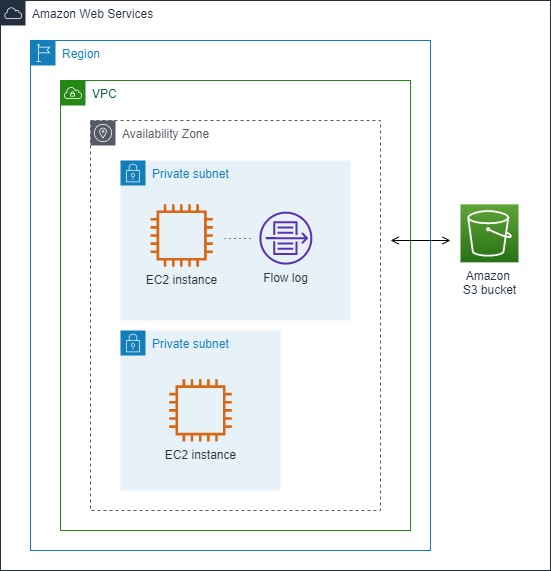 Amazon Web Services
Region
VPC
Availability Zone
Private subnet
EC2 instance
Flow log
Amazon
S3 bucket
Private subnet
EC2 instance